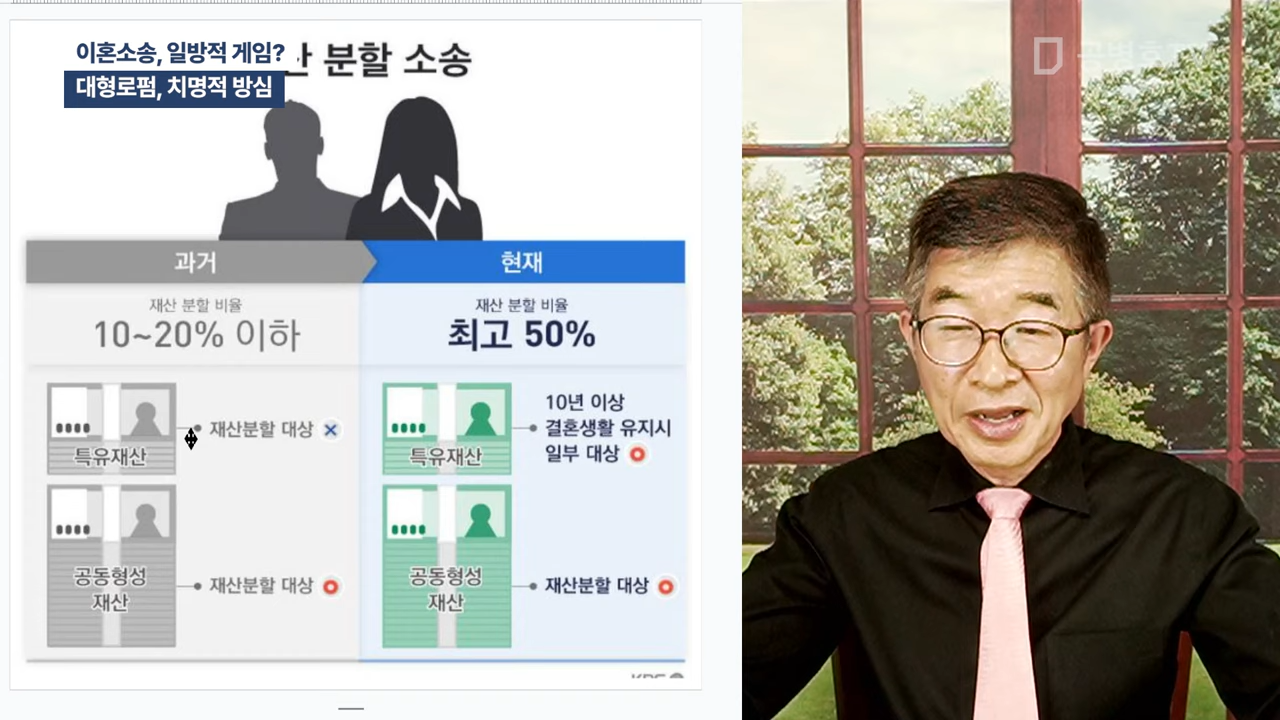 이혼소송, 일방적 게임?
대형로펌, 치명적 방심
분할 소송
과거
현재
재산 분할 비율
10~20% 이하
재산 분할 비율
최고 50%
특유재산
재산분할 대상
공동형성
재산
재산분할 대상
특유재산
10년 이상
결혼생활 유지시
일부 대상
공동형성
재산
재산분할 대상